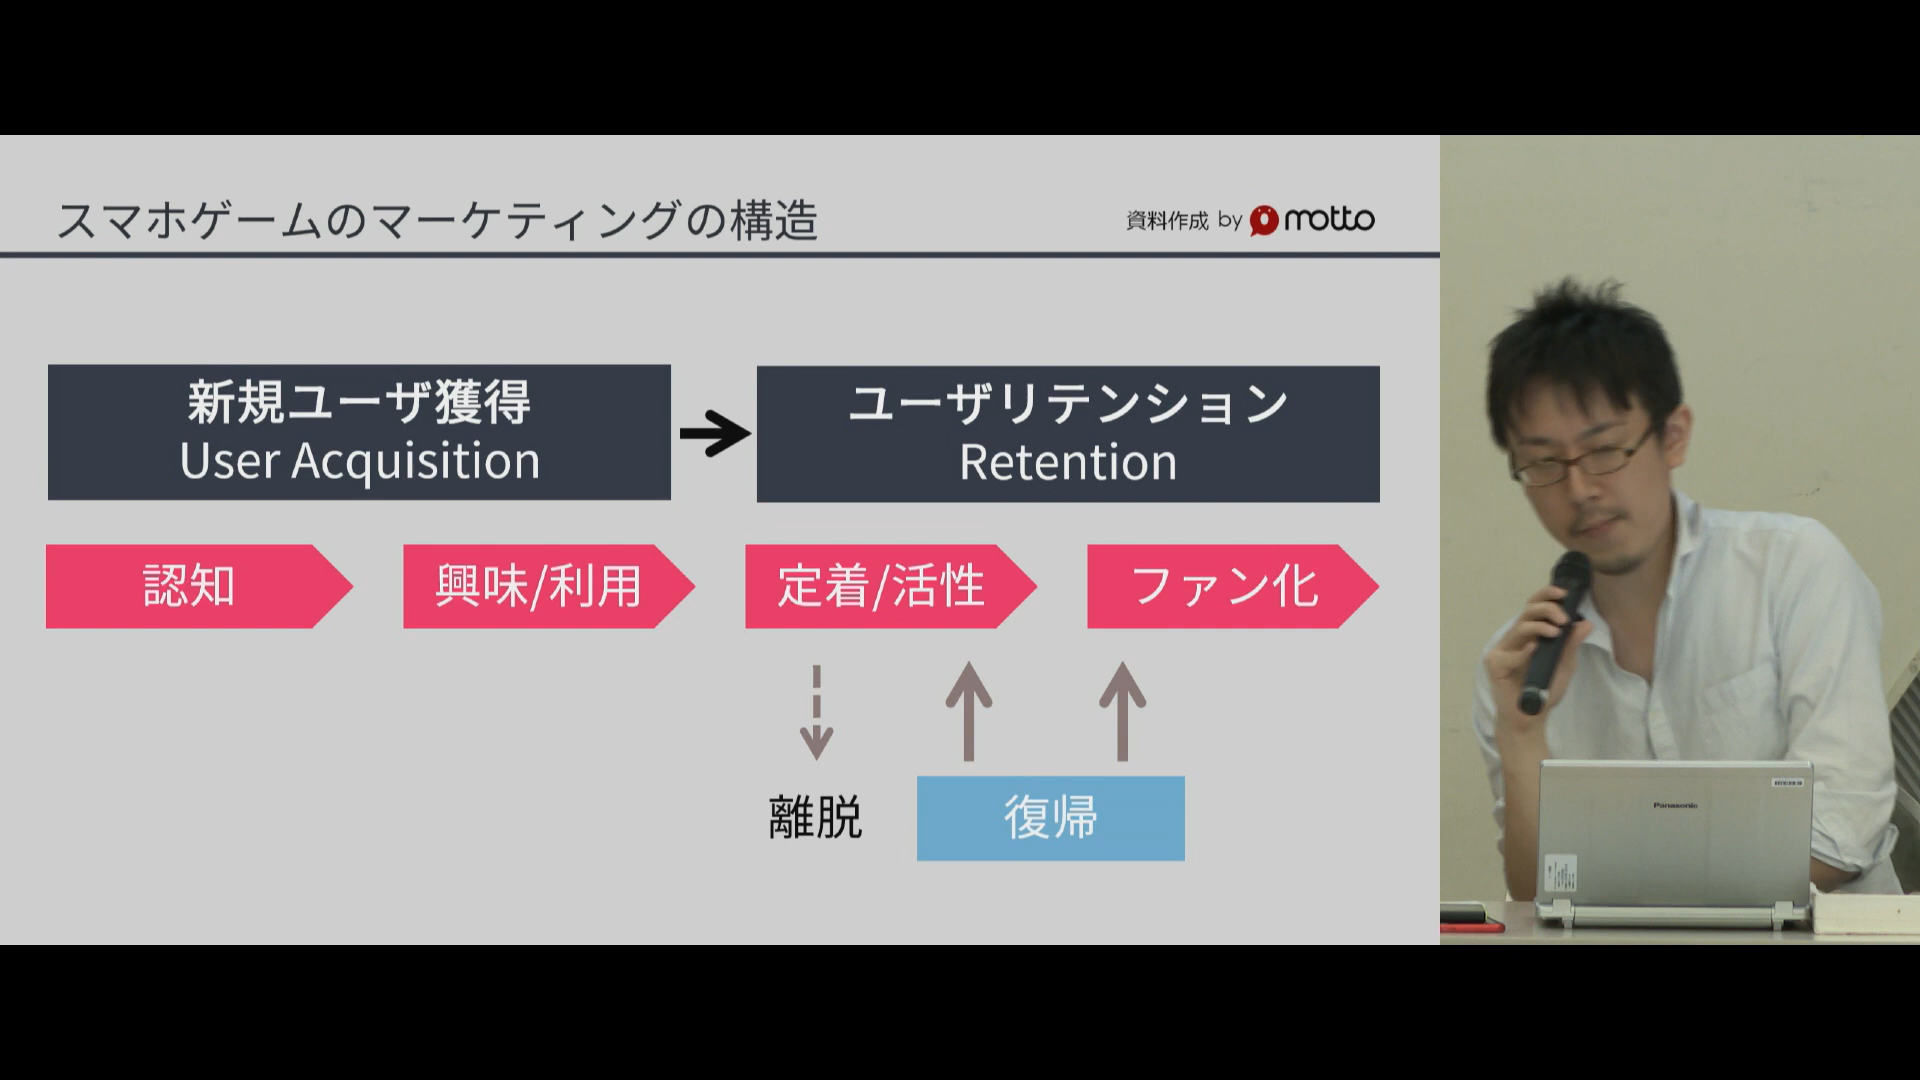 スマホゲームのマーケティングの構造
資料作成 by motto
新規ユーザ獲得
User Acquisition
ユーザリテンション
Retention
認知
興味/利用
定着/活性
ファン化
離脱
復帰
Panasonic